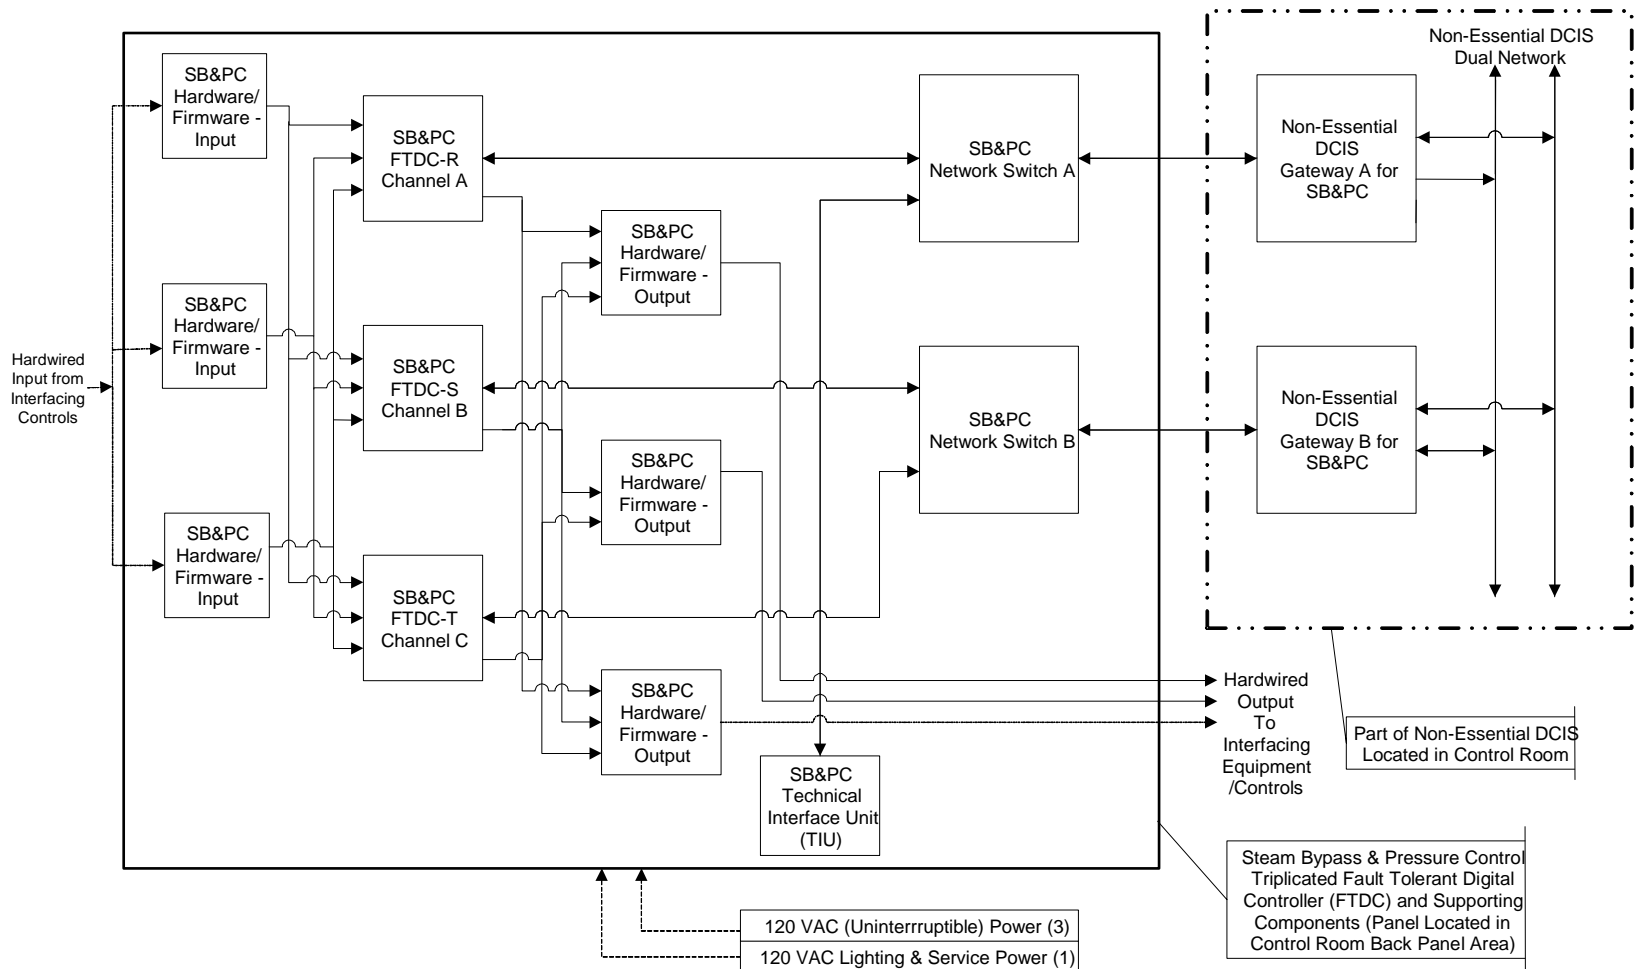 Hardwired
Input from
Interfacing
Controls
SB&PC
Hardware/
Firmware -
Input
SB&PC
Hardware/
Firmware -
Input
SB&PC
Hardware/
Firmware -
Input
SB&PC
FTDC-R
Channel A
SB&PC
FTDC-S
Channel B
SB&PC
FTDC-T
Channel C
SB&PC
Hardware/
Firmware -
Output
SB&PC
Hardware/
Firmware -
Output
SB&PC
Hardware/
Firmware -
Output
SB&PC
Technical
Interface Unit
(TIU)
SB&PC
Network Switch A
SB&PC
Network Switch B
Non-Essential
DCIS
Gateway A for
SB&PC
Non-Essential
DCIS
Gateway B for
SB&PC
Non-Essential DCIS
Dual Network
Hardwired
Output
To
Interfacing
Equipment
/Controls
Part of Non-Essential DCIS
Located in Control Room
Steam Bypass & Pressure Control
Triplicated Fault Tolerant Digital
Controller (FTDC) and Supporting
Components (Panel Located in
Control Room Back Panel Area)
120 VAC (Uninterrruptible) Power (3)
120 VAC Lighting & Service Power (1)